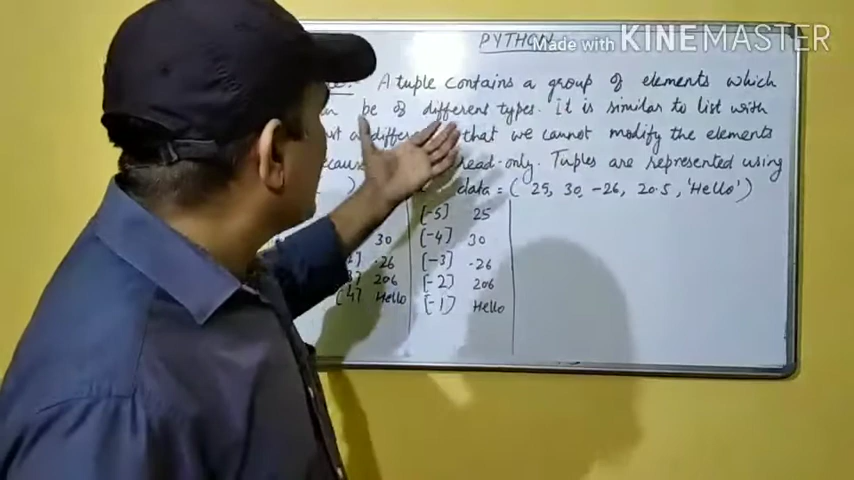 PYTHON
Made with KINEMASTER
A tuple contains a group of elements which
be of different types. It is similar to list with
that we cannot modify the elements
read-only. Tuples are represented using
data = ( 25, 30, -26, 20.5, 'Hello')
[-5] 25
30 [-4] 30
-26 [-3] -26
206 [-2] 206
[4] Hello [-1] Hello